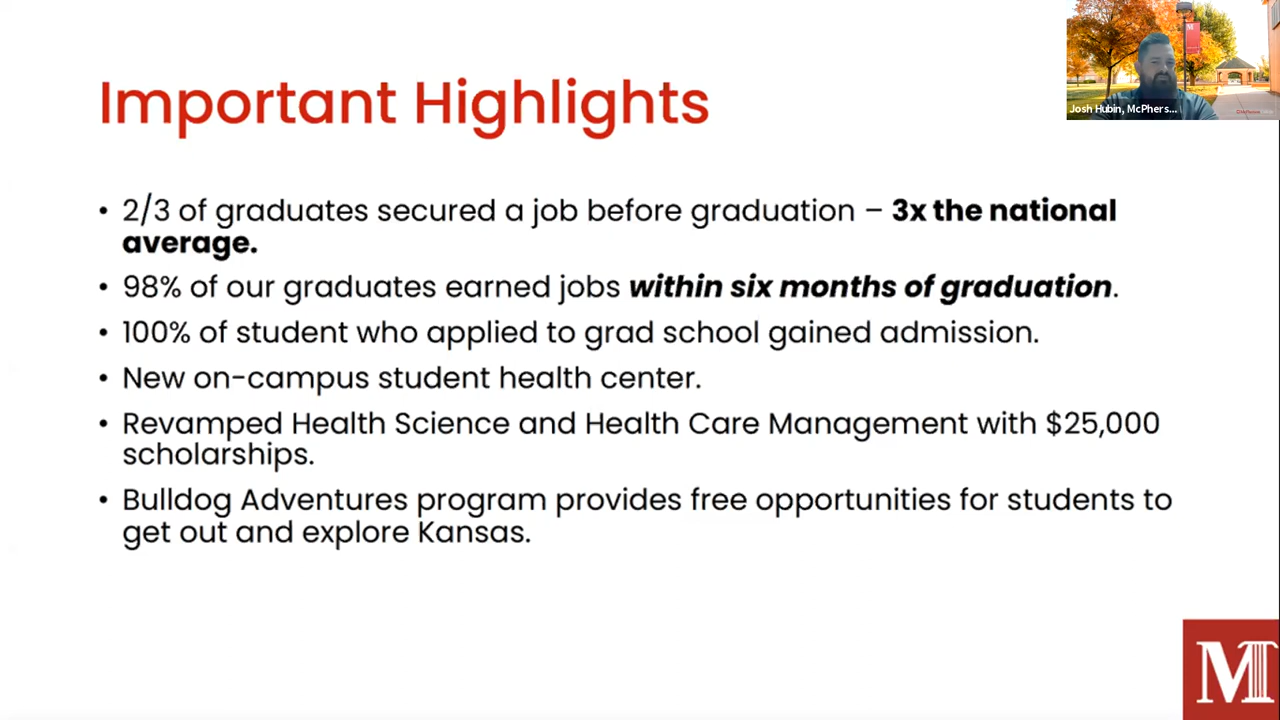 Important Highlights
Josh Hubin, McPhers...
• 2/3 of graduates secured a job before graduation – 3x the national
average.
• 98% of our graduates earned jobs within six months of graduation.
• 100% of student who applied to grad school gained admission.
• New on-campus student health center.
• Revamped Health Science and Health Care Management with $25,000
scholarships.
• Bulldog Adventures program provides free opportunities for students to
get out and explore Kansas.
M